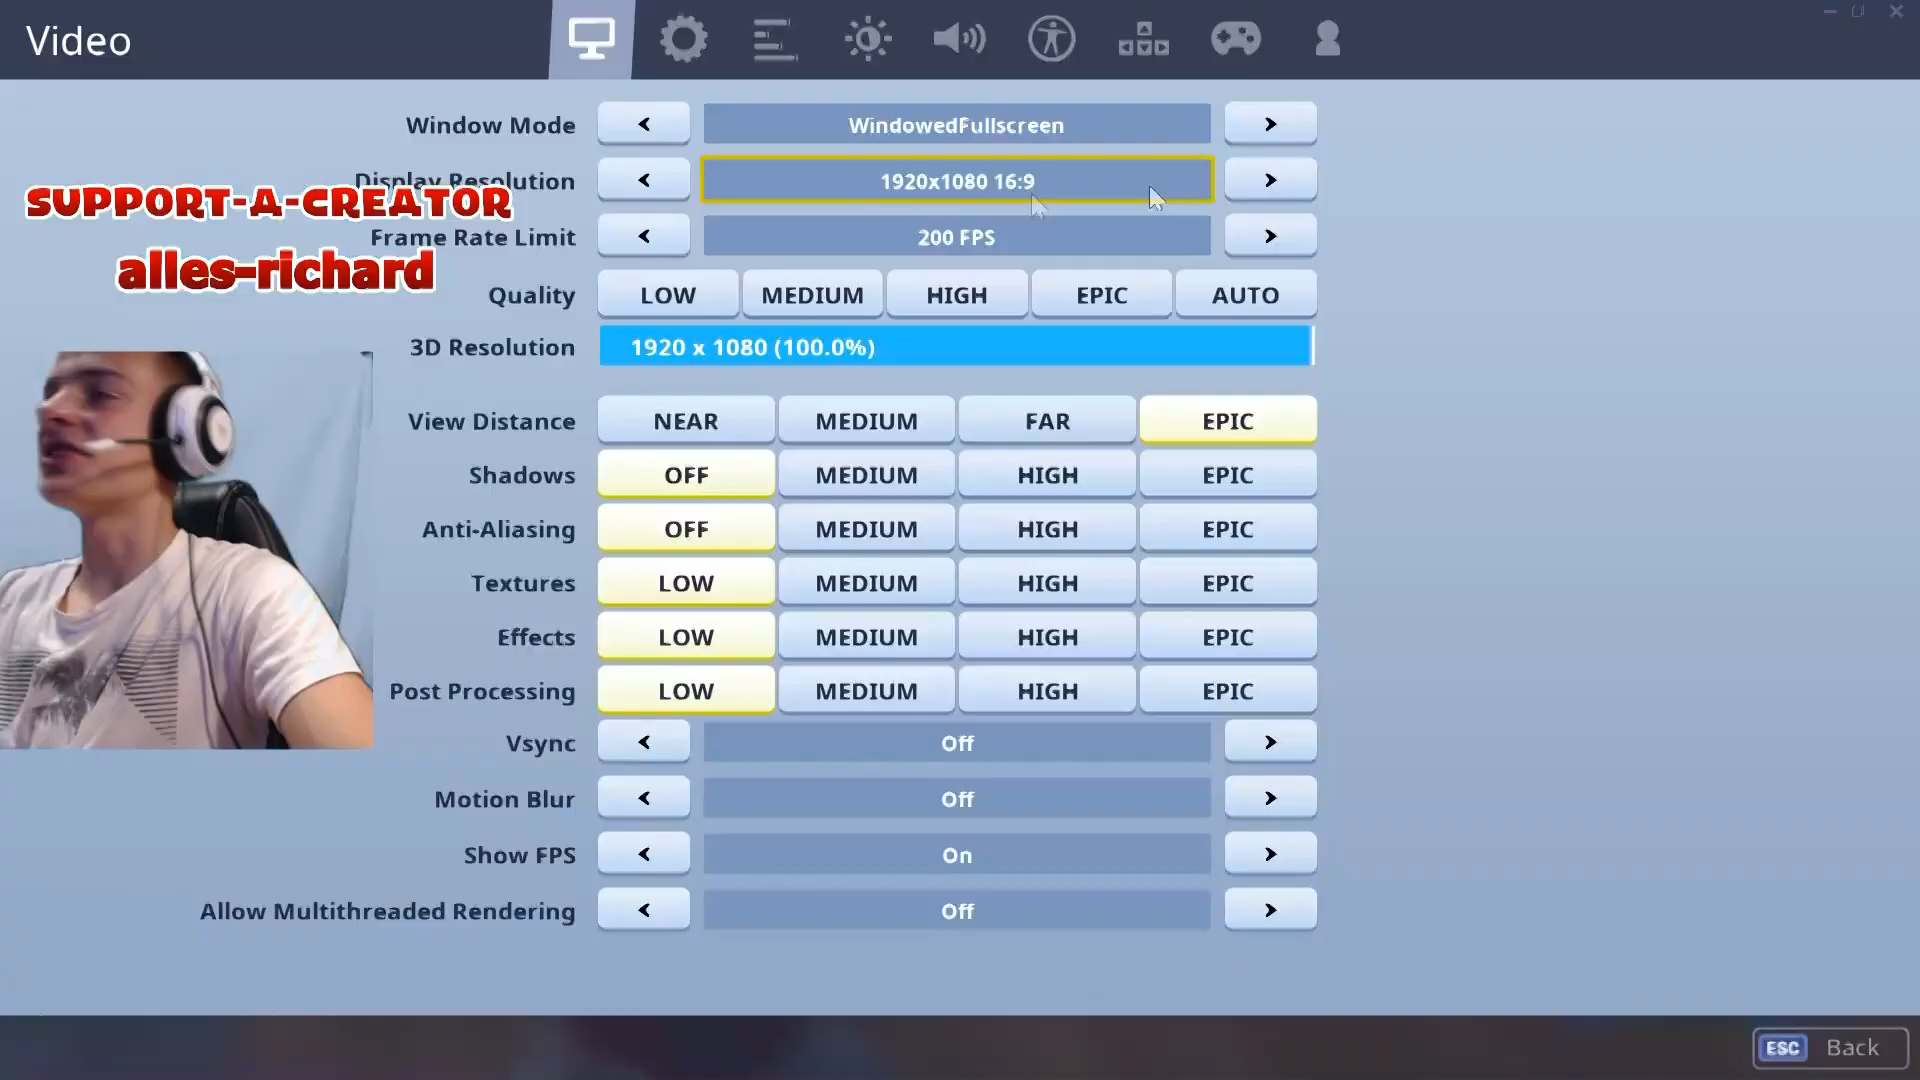 Video
Window Mode
WindowedFullscreen
Display Resolution
1920x1080 16:9
SUPPORT-A-CREATOR
Frame Rate Limit
200 FPS
alles-richard
Quality
LOW MEDIUM HIGH EPIC AUTO
3D Resolution
1920 x 1080 (100.0%)
View Distance
NEAR MEDIUM FAR EPIC
Shadows
OFF MEDIUM HIGH EPIC
Anti-Aliasing
OFF MEDIUM HIGH EPIC
Textures
LOW MEDIUM HIGH EPIC
Effects
LOW MEDIUM HIGH EPIC
Post Processing
LOW MEDIUM HIGH EPIC
Vsync
Off
Motion Blur
Off
Show FPS
On
Allow Multithreaded Rendering
Off
ESC Back